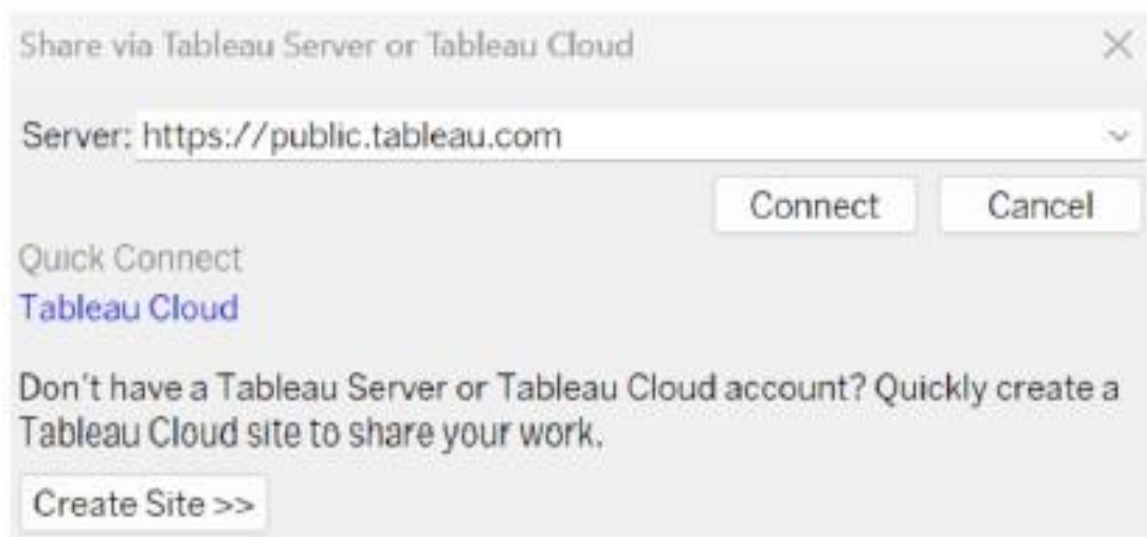 Share via Tableau Server or Tableau Cloud
Server: https://public.tableau.com
Connect Cancel
Quick Connect
Tableau Cloud
Don't have a Tableau Server or Tableau Cloud account? Quickly create a
Tableau Cloud site to share your work.
Create Site >>